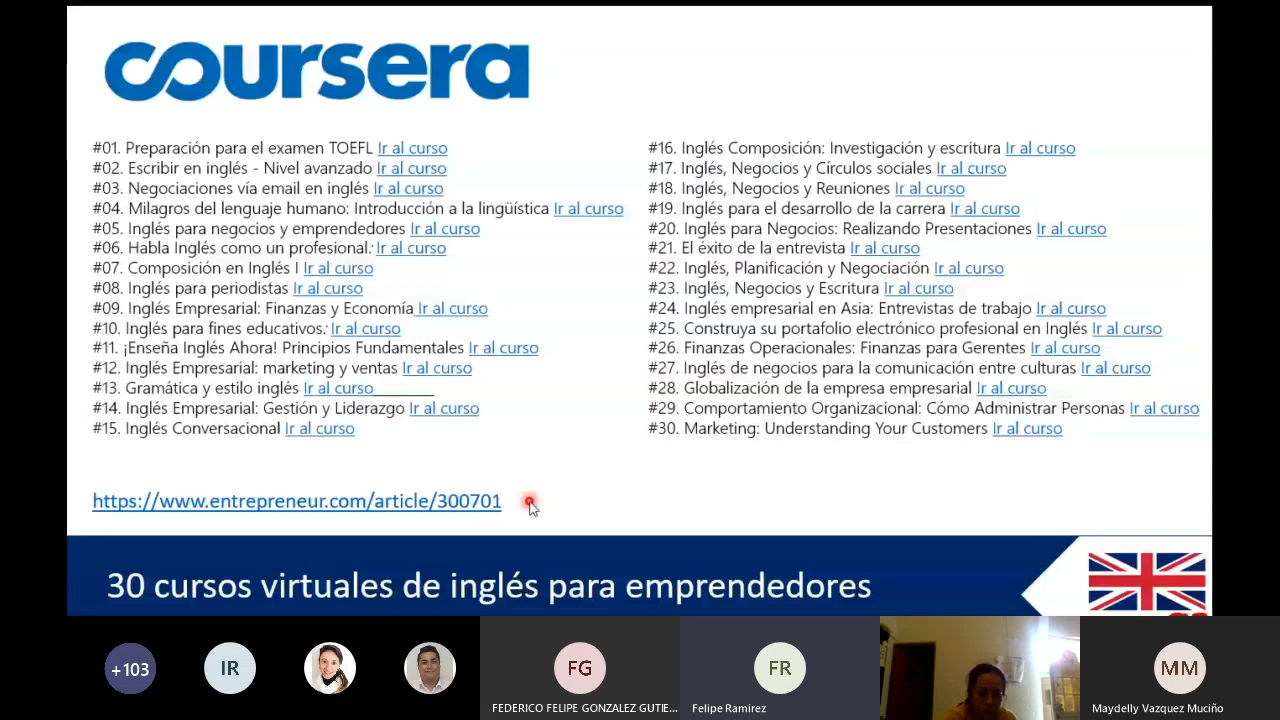 coursera
#01. Preparación para el examen TOEFL Ir al curso
#02. Escribir en inglés - Nivel avanzado Ir al curso
#03. Negociaciones vía email en inglés Ir al curso
#04. Milagros del lenguaje humano: Introducción a la lingüística Ir al curso
#05. Inglés para negocios y emprendedores Ir al curso
#06. Habla Inglés como un profesional.· Ir al curso
#07. Composición en Inglés I Ir al curso
#08. Inglés para periodistas Ir al curso
#09. Inglés Empresarial: Finanzas y Economía Ir al curso
#10. Inglés para fines educativos.· Ir al curso
#11. ¡Enseña Inglés Ahora! Principios Fundamentales Ir al curso
#12. Inglés Empresarial: marketing y ventas Ir al curso
#13. Gramática y estilo inglés Ir al curso
#14. Inglés Empresarial: Gestión y Liderazgo Ir al curso
#15. Inglés Conversacional Ir al curso
#16. Inglés Composición: Investigación y escritura Ir al curso
#17. Inglés, Negocios y Círculos sociales Ir al curso
#18. Inglés, Negocios y Reuniones Ir al curso
#19. Inglés para el desarrollo de la carrera Ir al curso
#20. Inglés para Negocios: Realizando Presentaciones Ir al curso
#21. El éxito de la entrevista Ir al curso
#22. Inglés, Planificación y Negociación Ir al curso
#23. Inglés, Negocios y Escritura Ir al curso
#24. Inglés empresarial en Asia: Entrevistas de trabajo Ir al curso
#25. Construya su portafolio electrónico profesional en Inglés Ir al curso
#26. Finanzas Operacionales: Finanzas para Gerentes Ir al curso
#27. Inglés de negocios para la comunicación entre culturas Ir al curso
#28. Globalización de la empresa empresarial Ir al curso
#29. Comportamiento Organizacional: Cómo Administrar Personas Ir al curso
#30. Marketing: Understanding Your Customers Ir al curso
https://www.entrepreneur.com/article/300701
30 cursos virtuales de inglés para emprendedores
+103
IR
FG
FR
MM
FEDERICO FELIPE GONZALEZ GUTIE...
Felipe Ramirez
Maydelly Vazquez Muciño